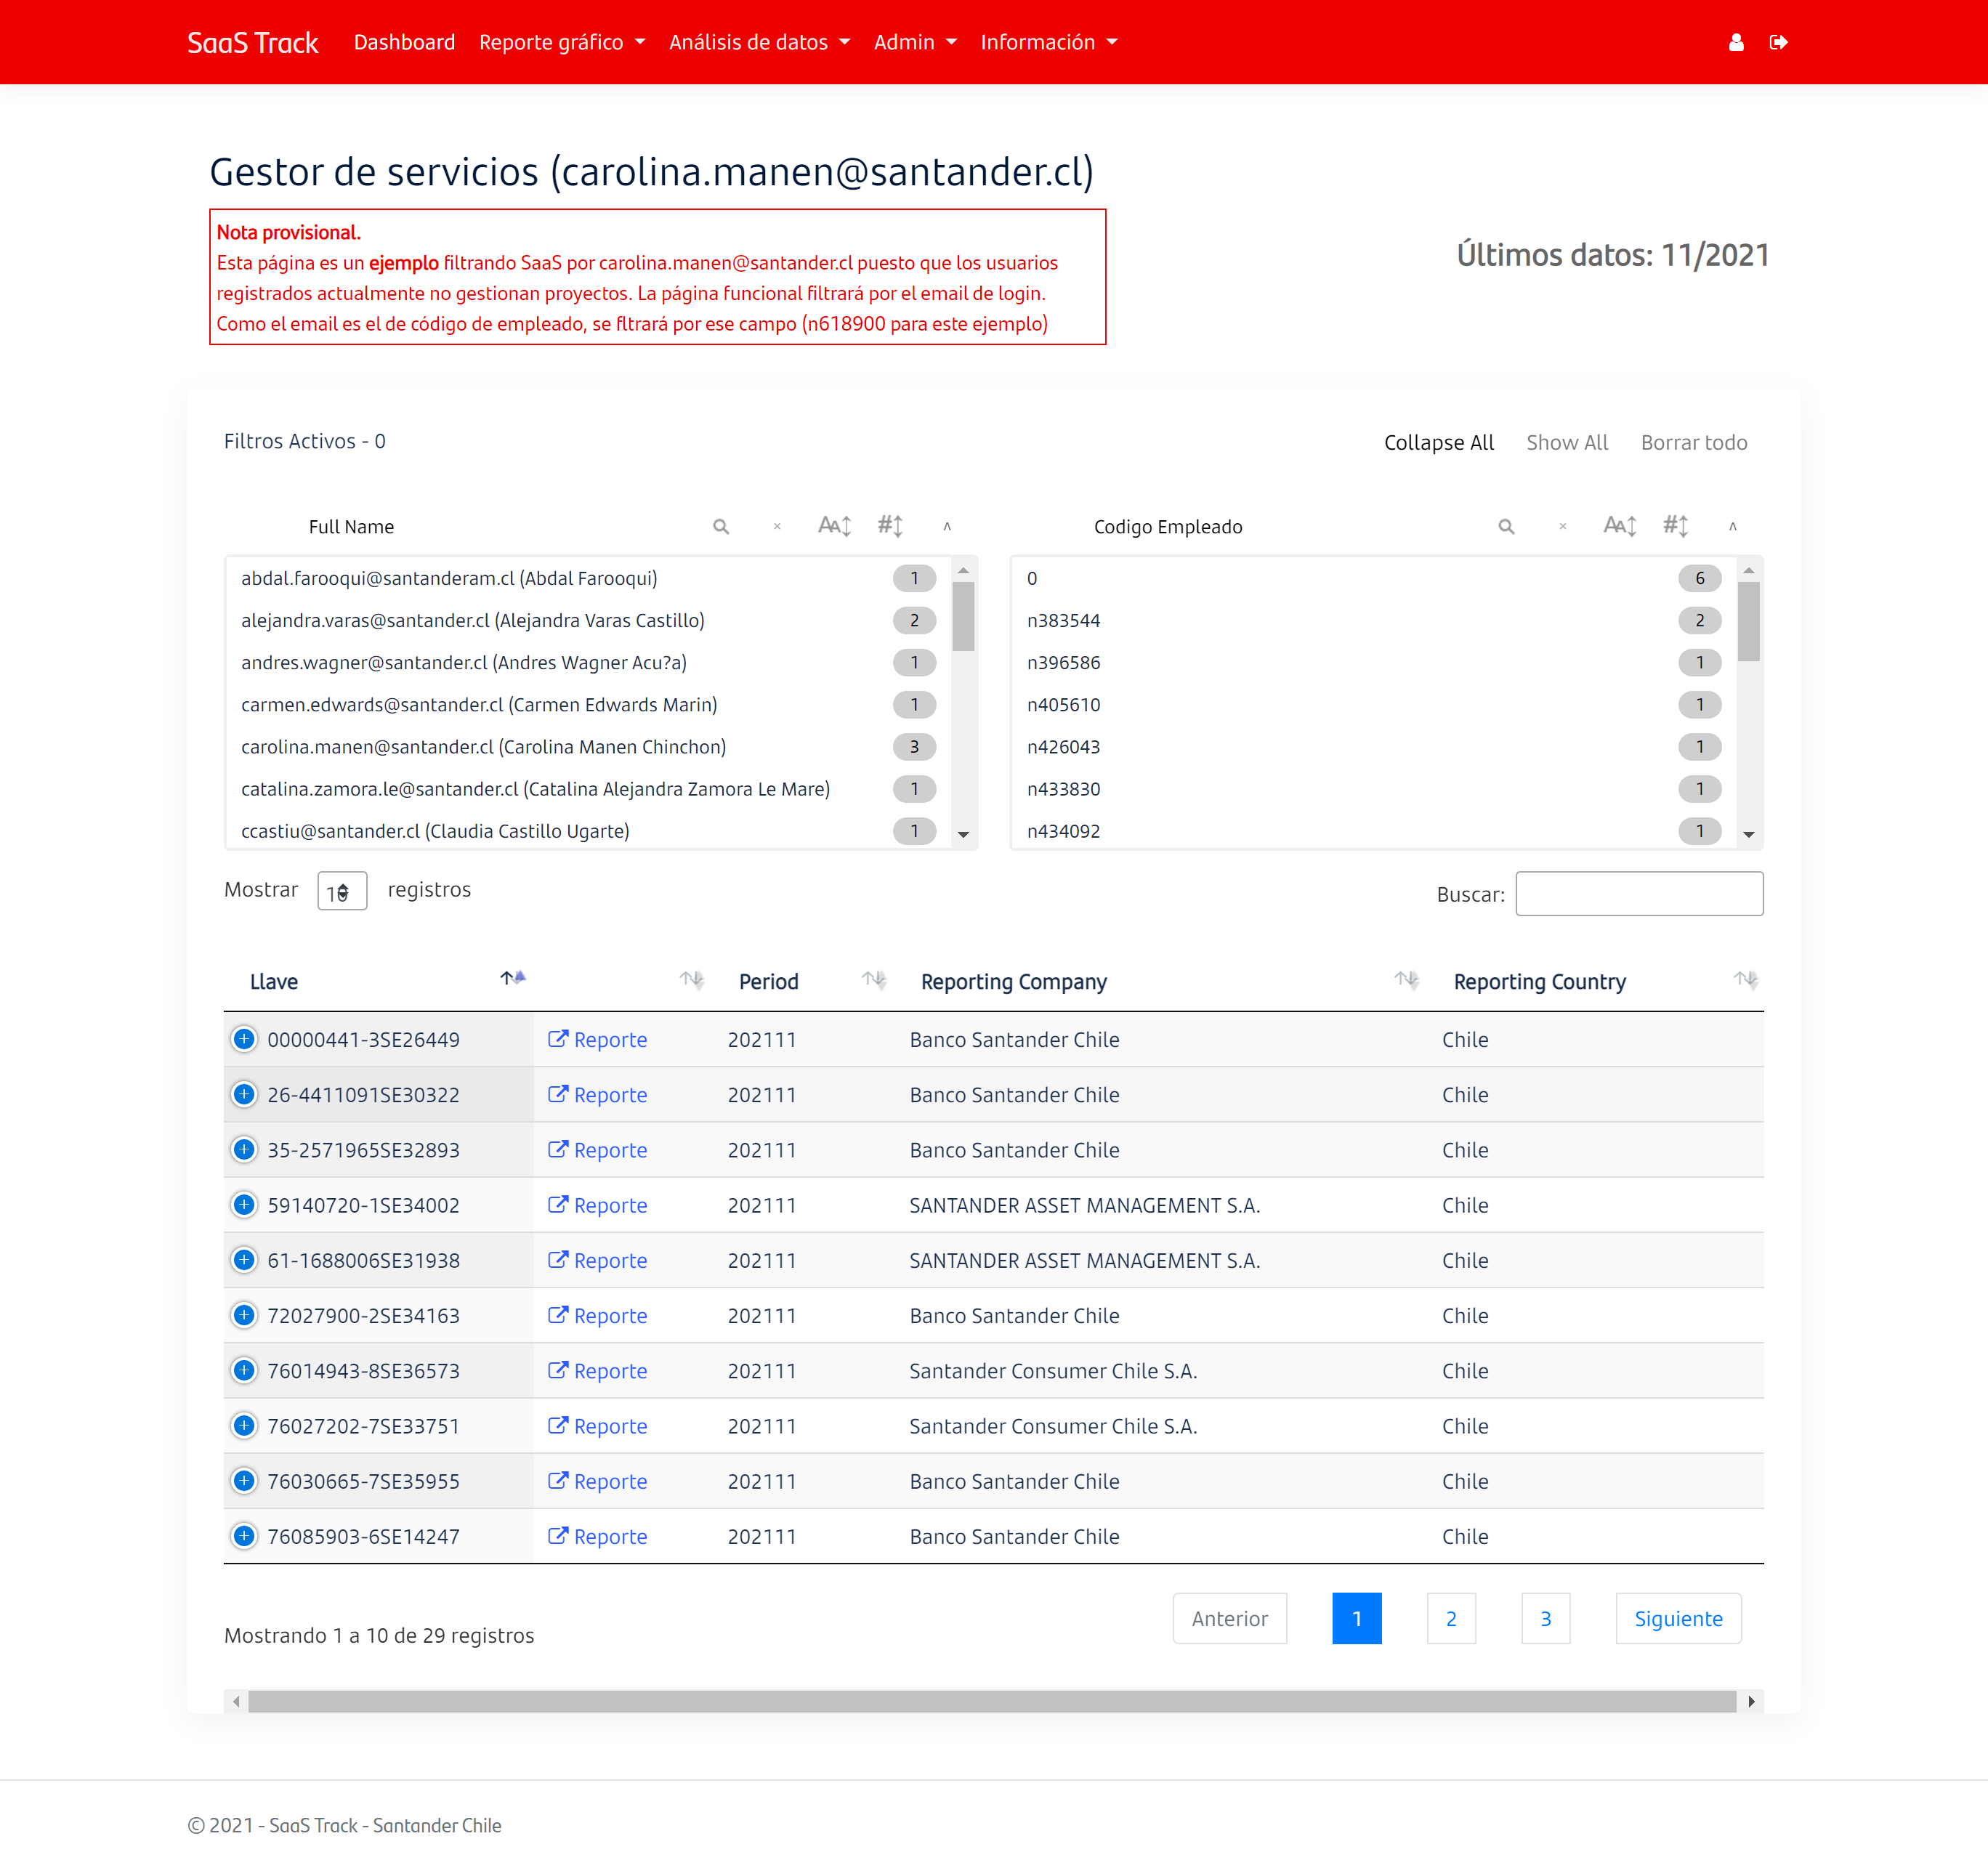 SaaS Track Dashboard Reporte gráfico Análisis de datos Admin Información
Gestor de servicios (carolina.manen@santander.cl)
Nota provisional.
Esta página es un ejemplo filtrando SaaS por carolina.manen@santander.cl puesto que los usuarios
registrados actualmente no gestionan proyectos. La página funcional filtrará por el email de login.
Como el email es el de código de empleado, se fltrará por ese campo (n618900 para este ejemplo)
Últimos datos: 11/2021
Filtros Activos - 0
Collapse All Show All Borrar todo
Full Name
abdal.farooqui@santanderam.cl (Abdal Farooqui) 1
alejandra.varas@santander.cl (Alejandra Varas Castillo) 2
andres.wagner@santander.cl (Andres Wagner Acu?a) 1
carmen.edwards@santander.cl (Carmen Edwards Marin) 1
carolina.manen@santander.cl (Carolina Manen Chinchon) 3
catalina.zamora.le@santander.cl (Catalina Alejandra Zamora Le Mare) 1
ccastiu@santander.cl (Claudia Castillo Ugarte) 1
Codigo Empleado
0 6
n383544 2
n396586 1
n405610 1
n426043 1
n433830 1
n434092 1
Mostrar 10 registros
Buscar:
Llave Period Reporting Company Reporting Country
00000441-3SE26449 Reporte 202111 Banco Santander Chile Chile
26-4411091SE30322 Reporte 202111 Banco Santander Chile Chile
35-2571965SE32893 Reporte 202111 Banco Santander Chile Chile
59140720-1SE34002 Reporte 202111 SANTANDER ASSET MANAGEMENT S.A. Chile
61-1688006SE31938 Reporte 202111 SANTANDER ASSET MANAGEMENT S.A. Chile
72027900-2SE34163 Reporte 202111 Banco Santander Chile Chile
76014943-8SE36573 Reporte 202111 Santander Consumer Chile S.A. Chile
76027202-7SE33751 Reporte 202111 Santander Consumer Chile S.A. Chile
76030665-7SE35955 Reporte 202111 Banco Santander Chile Chile
76085903-6SE14247 Reporte 202111 Banco Santander Chile Chile
Mostrando 1 a 10 de 29 registros
Anterior 1 2 3 Siguiente
© 2021 - SaaS Track - Santander Chile